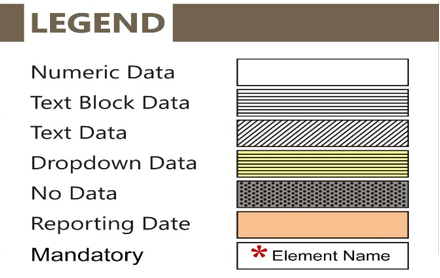 LEGEND
Numeric Data
Text Block Data
Text Data
Dropdown Data
No Data
Reporting Date
Mandatory * Element Name